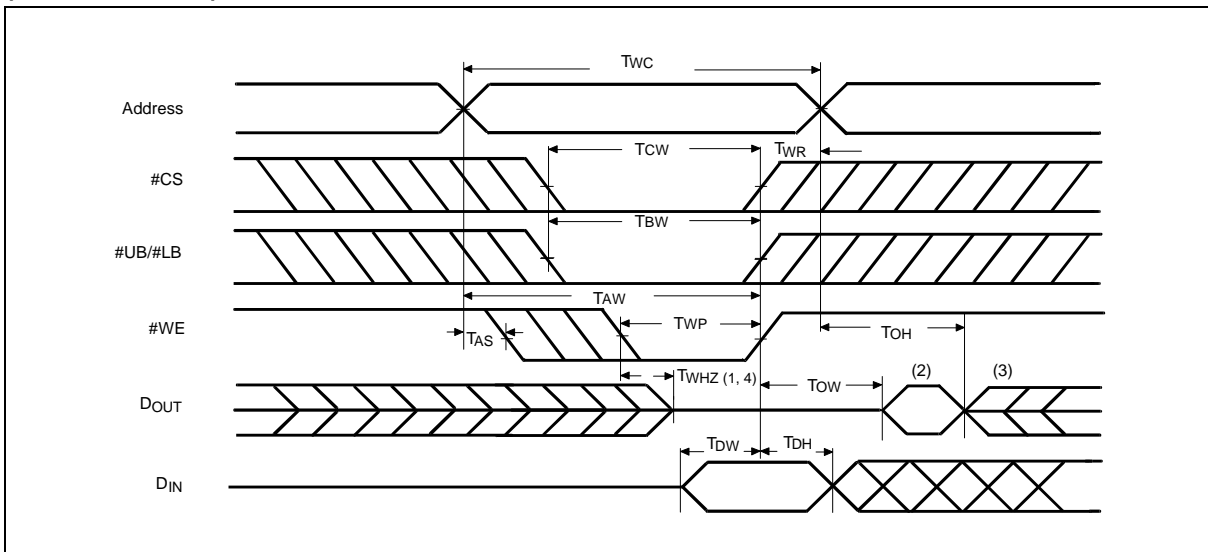 TWC
Address
TCW
TWR
#CS
TBW
#UB/#LB
TAW
#WE
TAS
TWP
TOH
TWHZ (1, 4)
TOW
(2)
(3)
DOUT
TDW
TDH
DIN